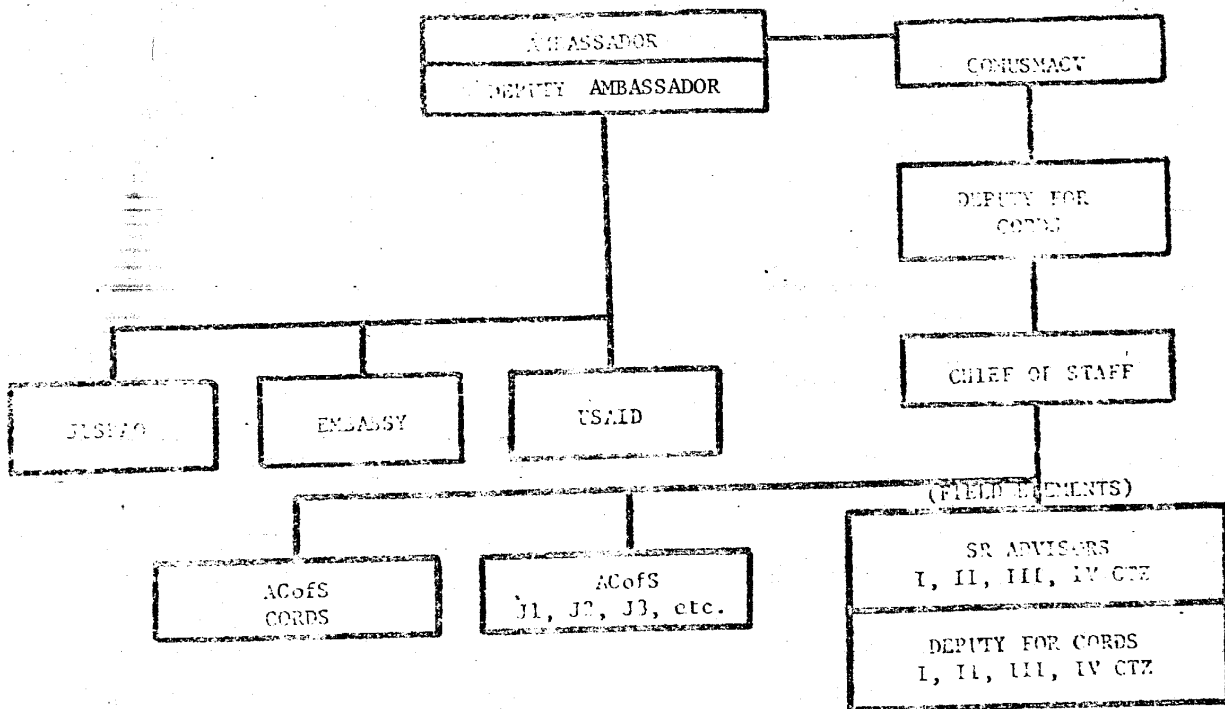 AMBASSADOR
DEPUTY AMBASSADOR
COMUSMACV
DEPUTY FOR
CORDS
CHIEF OF STAFF
JUSPAO
EMBASSY
USAID
(FIELD ELEMENTS)
ACofS
CORDS
ACofS
J1, J2, J3, etc.
SR ADVISORS
I, II, III, IV CTZ
DEPUTY FOR CORDS
I, II, III, IV CTZ